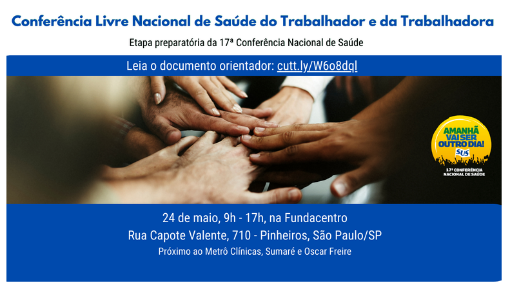 Conferência Livre Nacional de Saúde do Trabalhador e da Trabalhadora
Etapa preparatória da 17ª Conferência Nacional de Saúde
Leia o documento orientador: cutt.ly/W6o8dql
AMANHÃ
VAI SER
OUTRO DIA!
SUS
17ª CONFERÊNCIA
NACIONAL DE SAÚDE
24 de maio, 9h - 17h, na Fundacentro
Rua Capote Valente, 710 - Pinheiros, São Paulo/SP
Próximo ao Metrô Clínicas, Sumaré e Oscar Freire